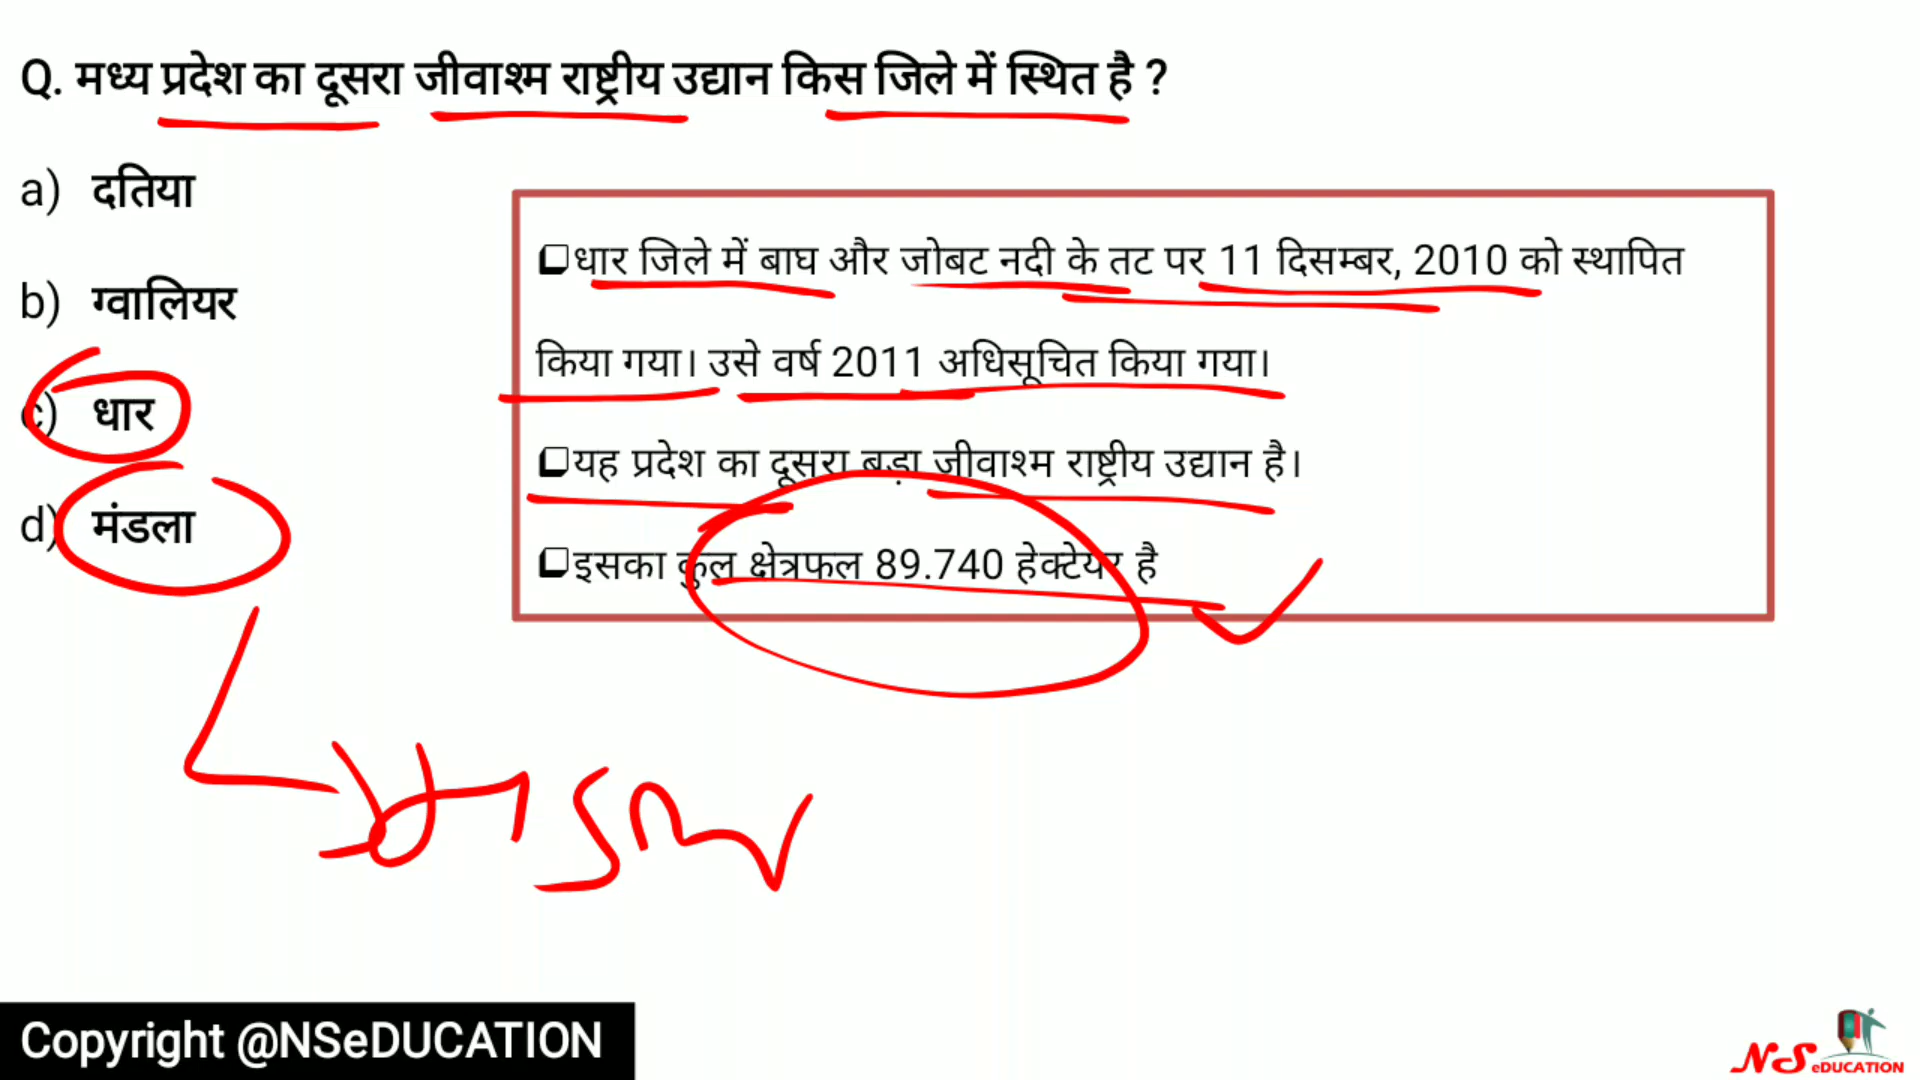 Q. मध्य प्रदेश का दूसरा जीवाश्म राष्ट्रीय उद्यान किस जिले में स्थित है ?
a) दतिया
b) ग्वालियर
c) धार
d) मंडला
धार जिले में बाघ और जोबट नदी के तट पर 11 दिसम्बर, 2010 को स्थापित
किया गया। उसे वर्ष 2011 अधिसूचित किया गया।
यह प्रदेश का दूसरा बड़ा जीवाश्म राष्ट्रीय उद्यान है।
इसका कुल क्षेत्रफल 89.740 हेक्टेयर है
Copyright @NSeDUCATION
NS eDUCATION